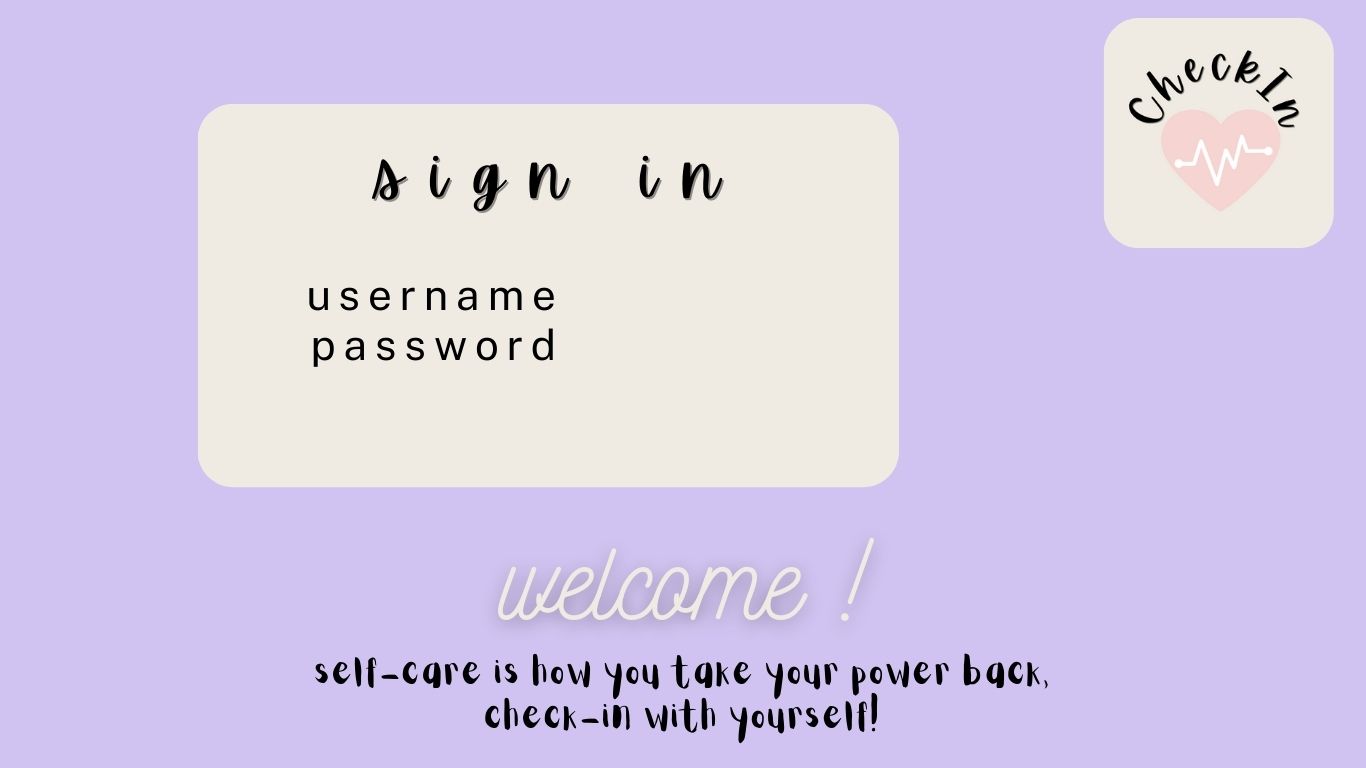 CheckIn
sign in
username
password
welcome !
self-care is how you take your power back,
check-in with yourself!